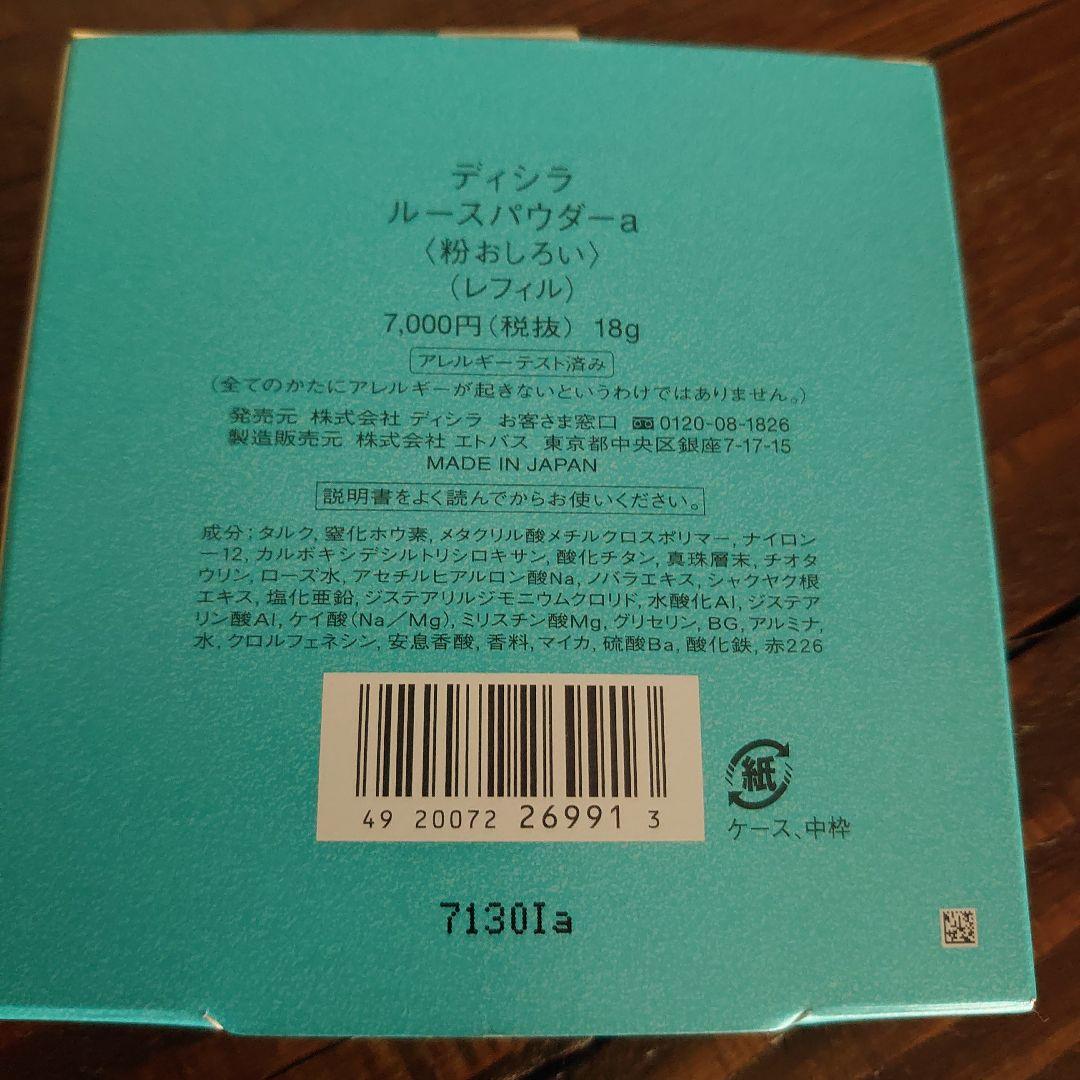 ディシラ
ルースパウダーa
〈粉おしろい〉
(レフィル)
7,000円(税抜) 18g
アレルギーテスト済み
(全てのかたにアレルギーが起きないというわけではありません。)
発売元 株式会社 ディシラ お客さま窓口 0120-08-1826
製造販売元 株式会社 エトバス 東京都中央区銀座7-17-15
MADE IN JAPAN
説明書をよく読んでからお使いください。
成分:タルク, 窒化ホウ素, メタクリル酸メチルクロスポリマー, ナイロン
ー12, カルボキシデシルトリシロキサン, 酸化チタン, 真珠層末, チオタ
ウリン, ローズ水, アセチルヒアルロン酸Na, ノバラエキス, シャクヤク根
エキス, 塩化亜鉛, ジステアリルジモニウムクロリド, 水酸化Al, ジステア
リン酸Al, ケイ酸(Na/Mg), ミリスチン酸Mg, グリセリン, BG, アルミナ,
水, クロルフェネシン, 安息香酸, 香料, マイカ, 硫酸Ba, 酸化鉄, 赤226
49 20072 26991 3
紙
ケース、中枠
7130Ia